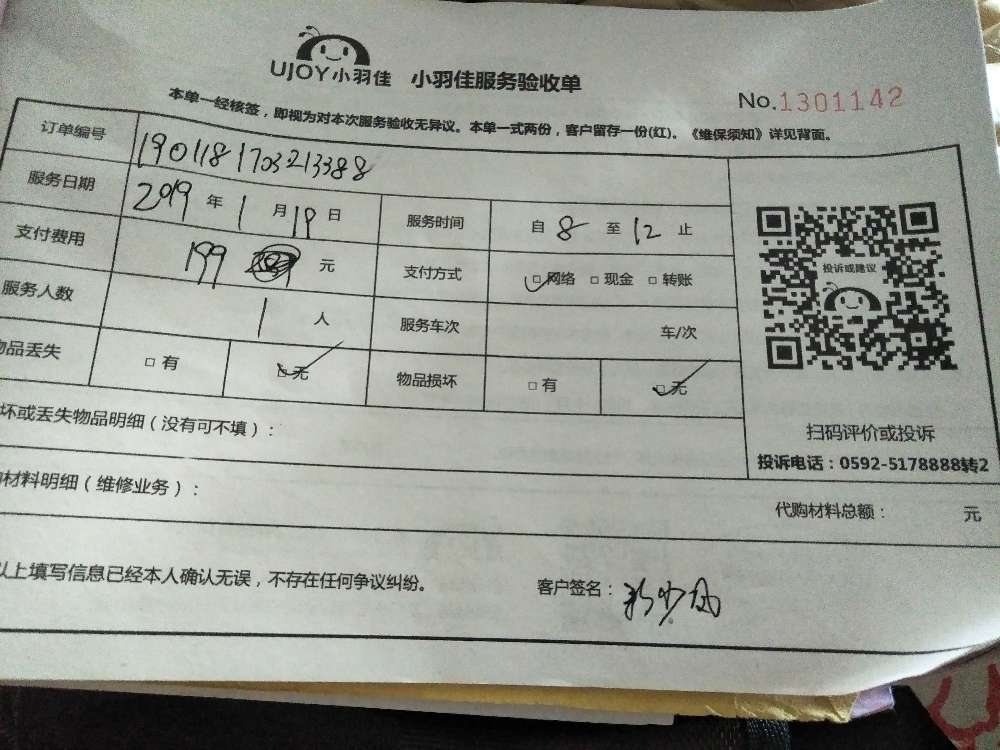 UJOY小羽佳 小羽佳服务验收单
No.1301142
本单一经核签，即视为对本次服务验收无异议。本单一式两份，客户留存一份(红)。《维保须知》详见背面。
订单编号 1901181703213388
服务日期 2019 年 1 月 19 日 服务时间 自 8 至 12 止
支付费用 199 元 支付方式 □网络 □现金 □转账
服务人数 1 人 服务车次 车/次
物品丢失 □有 □无 物品损坏 □有 □无
投诉或建议
扫码评价或投诉
投诉电话：0592-5178888转2
坏或丢失物品明细（没有可不填）：
材料明细（维修业务）：
代购材料总额： 元
以上填写信息已经本人确认无误，不存在任何争议纠纷。 客户签名：